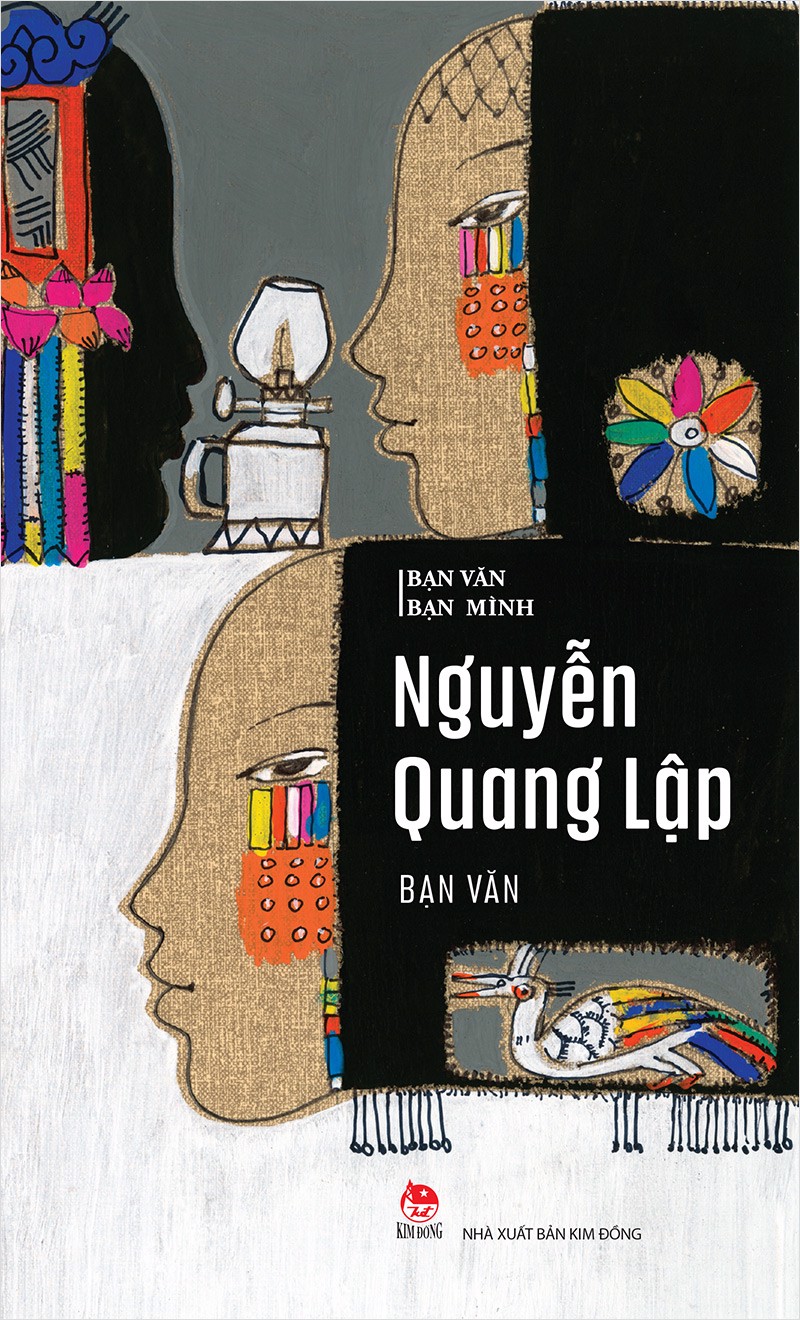 BẠN VĂN
BẠN MÌNH
Nguyễn
Quang Lập
BẠN VĂN
KIM ĐỒNG
NHÀ XUẤT BẢN KIM ĐỒNG